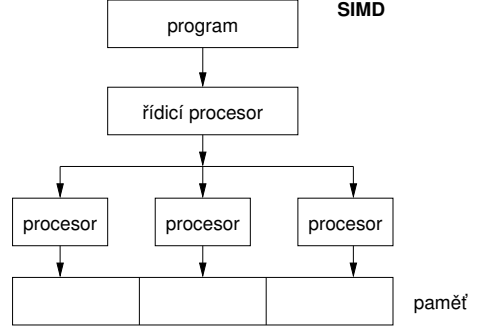 SIMD
program
řídicí procesor
procesor procesor procesor
paměť